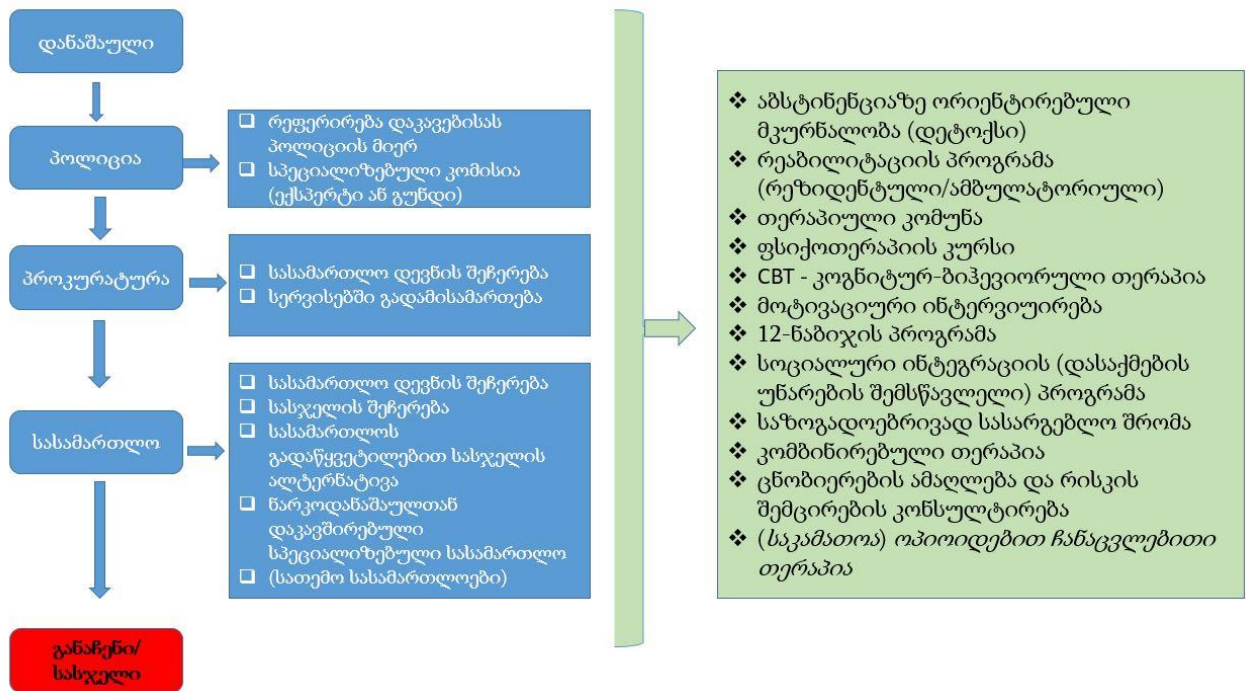 დანაშაული
პოლიცია
❑ რეფერირება დაკავებისას
პოლიციის მიერ
❑ სპეციალიზებული კომისია
(ექსპერტი ან გუნდი)
პროკურატურა
❑ სასამართლო დევნის შეჩერება
❑ სერვისებში გადამისამართება
სასამართლო
❑ სასამართლო დევნის შეჩერება
❑ სასჯელის შეჩერება
❑ სასამართლოს
გადაწყვეტილებით სასჯელის
ალტერნატივა
❑ ნარკოდანაშაულთან
დაკავშირებული
სპეციალიზებული სასამართლო
❑ (სათემო სასამართლოები)
განაჩენი/
სასჯელი
❖ აბსტინენციაზე ორიენტირებული
მკურნალობა (დეტოქსი)
❖ რეაბილიტაციის პროგრამა
(რეზიდენტული/ამბულატორიული)
❖ თერაპიული კომუნა
❖ ფსიქოთერაპიის კურსი
❖ CBT - კოგნიტურ-ბიჰევიორული თერაპია
❖ მოტივაციური ინტერვიუირება
❖ 12-ნაბიჯის პროგრამა
❖ სოციალური ინტეგრაციის (დასაქმების
უნარების შემსწავლელი) პროგრამა
❖ საზოგადოებრივად სასარგებლო შრომა
❖ კომბინირებული თერაპია
❖ ცნობიერების ამაღლება და რისკის
შემცირების კონსულტირება
❖ (საკამათოა) ოპიოიდებით ჩანაცვლებითი
თერაპია